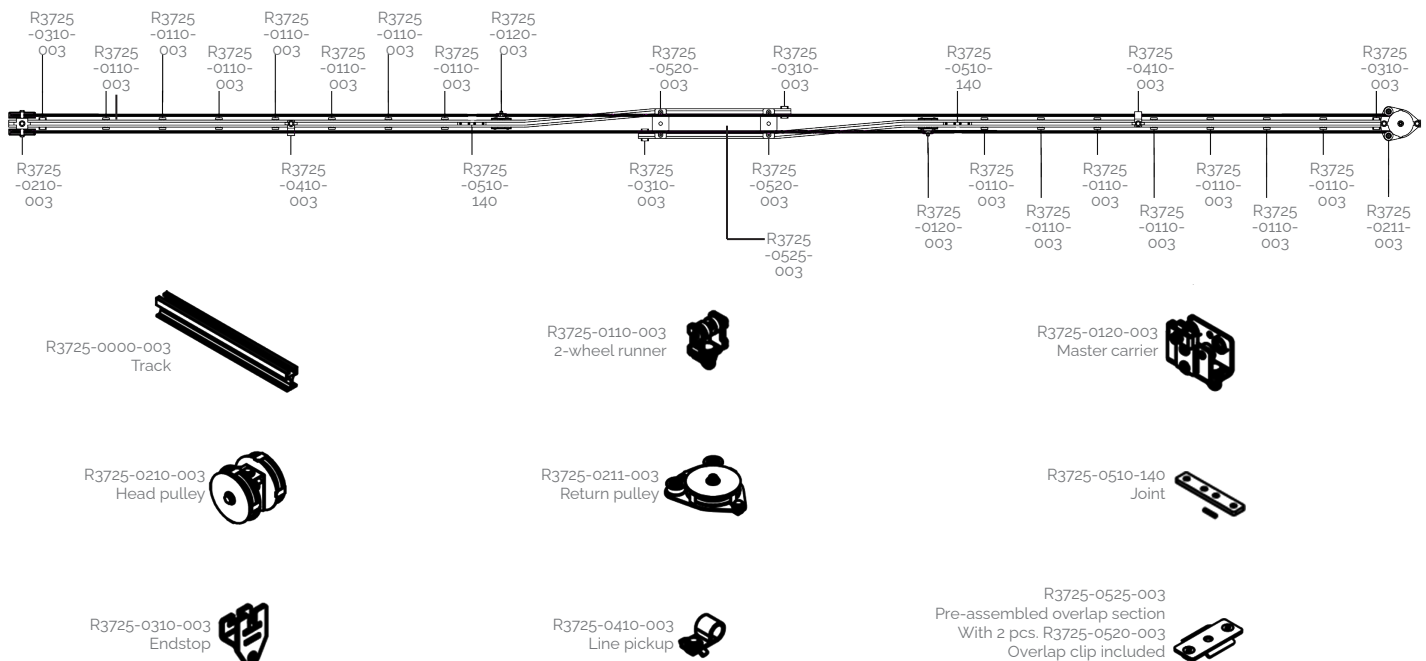 R3725
-0310-
003
R3725
-0110-
003
R3725
-0110-
003
R3725
-0110-
003
R3725
-0110-
003
R3725
-0110-
003
R3725
-0110-
003
R3725
-0110-
003
R3725
-0120-
003
R3725
-0520-
003
R3725
-0310-
003
R3725
-0510-
140
R3725
-0410-
003
R3725
-0310-
003
R3725
-0210-
003
R3725
-0410-
003
R3725
-0510-
140
R3725
-0310-
003
R3725
-0520-
003
R3725
-0525-
003
R3725
-0120-
003
R3725
-0110-
003
R3725
-0110-
003
R3725
-0110-
003
R3725
-0110-
003
R3725
-0110-
003
R3725
-0110-
003
R3725
-0110-
003
R3725
-0211-
003
R3725-0000-003
Track
R3725-0110-003
2-wheel runner
R3725-0120-003
Master carrier
R3725-0210-003
Head pulley
R3725-0211-003
Return pulley
R3725-0510-140
Joint
R3725-0310-003
Endstop
R3725-0410-003
Line pickup
R3725-0525-003
Pre-assembled overlap section
With 2 pcs. R3725-0520-003
Overlap clip included